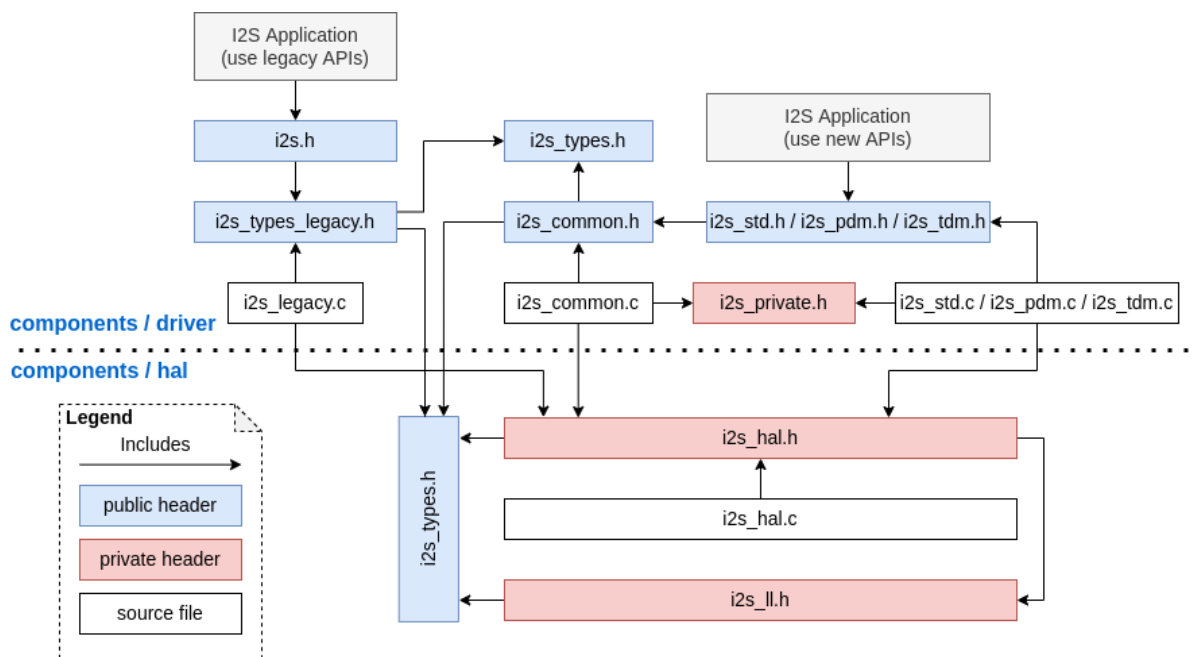 I2S Application
(use legacy APIs)
i2s.h
i2s_types.h
I2S Application
(use new APIs)
i2s_types_legacy.h
i2s_common.h
i2s_std.h / i2s_pdm.h / i2s_tdm.h
i2s_legacy.c
i2s_common.c
i2s_private.h
i2s_std.c / i2s_pdm.c / i2s_tdm.c
components / driver
components / hal
Legend
Includes
public header
private header
source file
i2s_types.h
i2s_hal.h
i2s_hal.c
i2s_ll.h